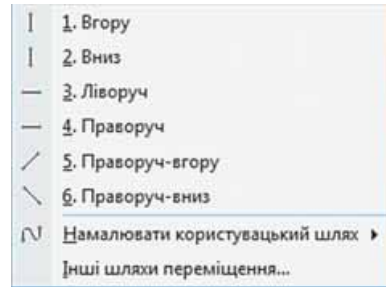 1. Вгору
2. Вниз
3. Ліворуч
4. Праворуч
5. Праворуч-вгору
6. Праворуч-вниз
Намалювати користувацький шлях
Інші шляхи переміщення...